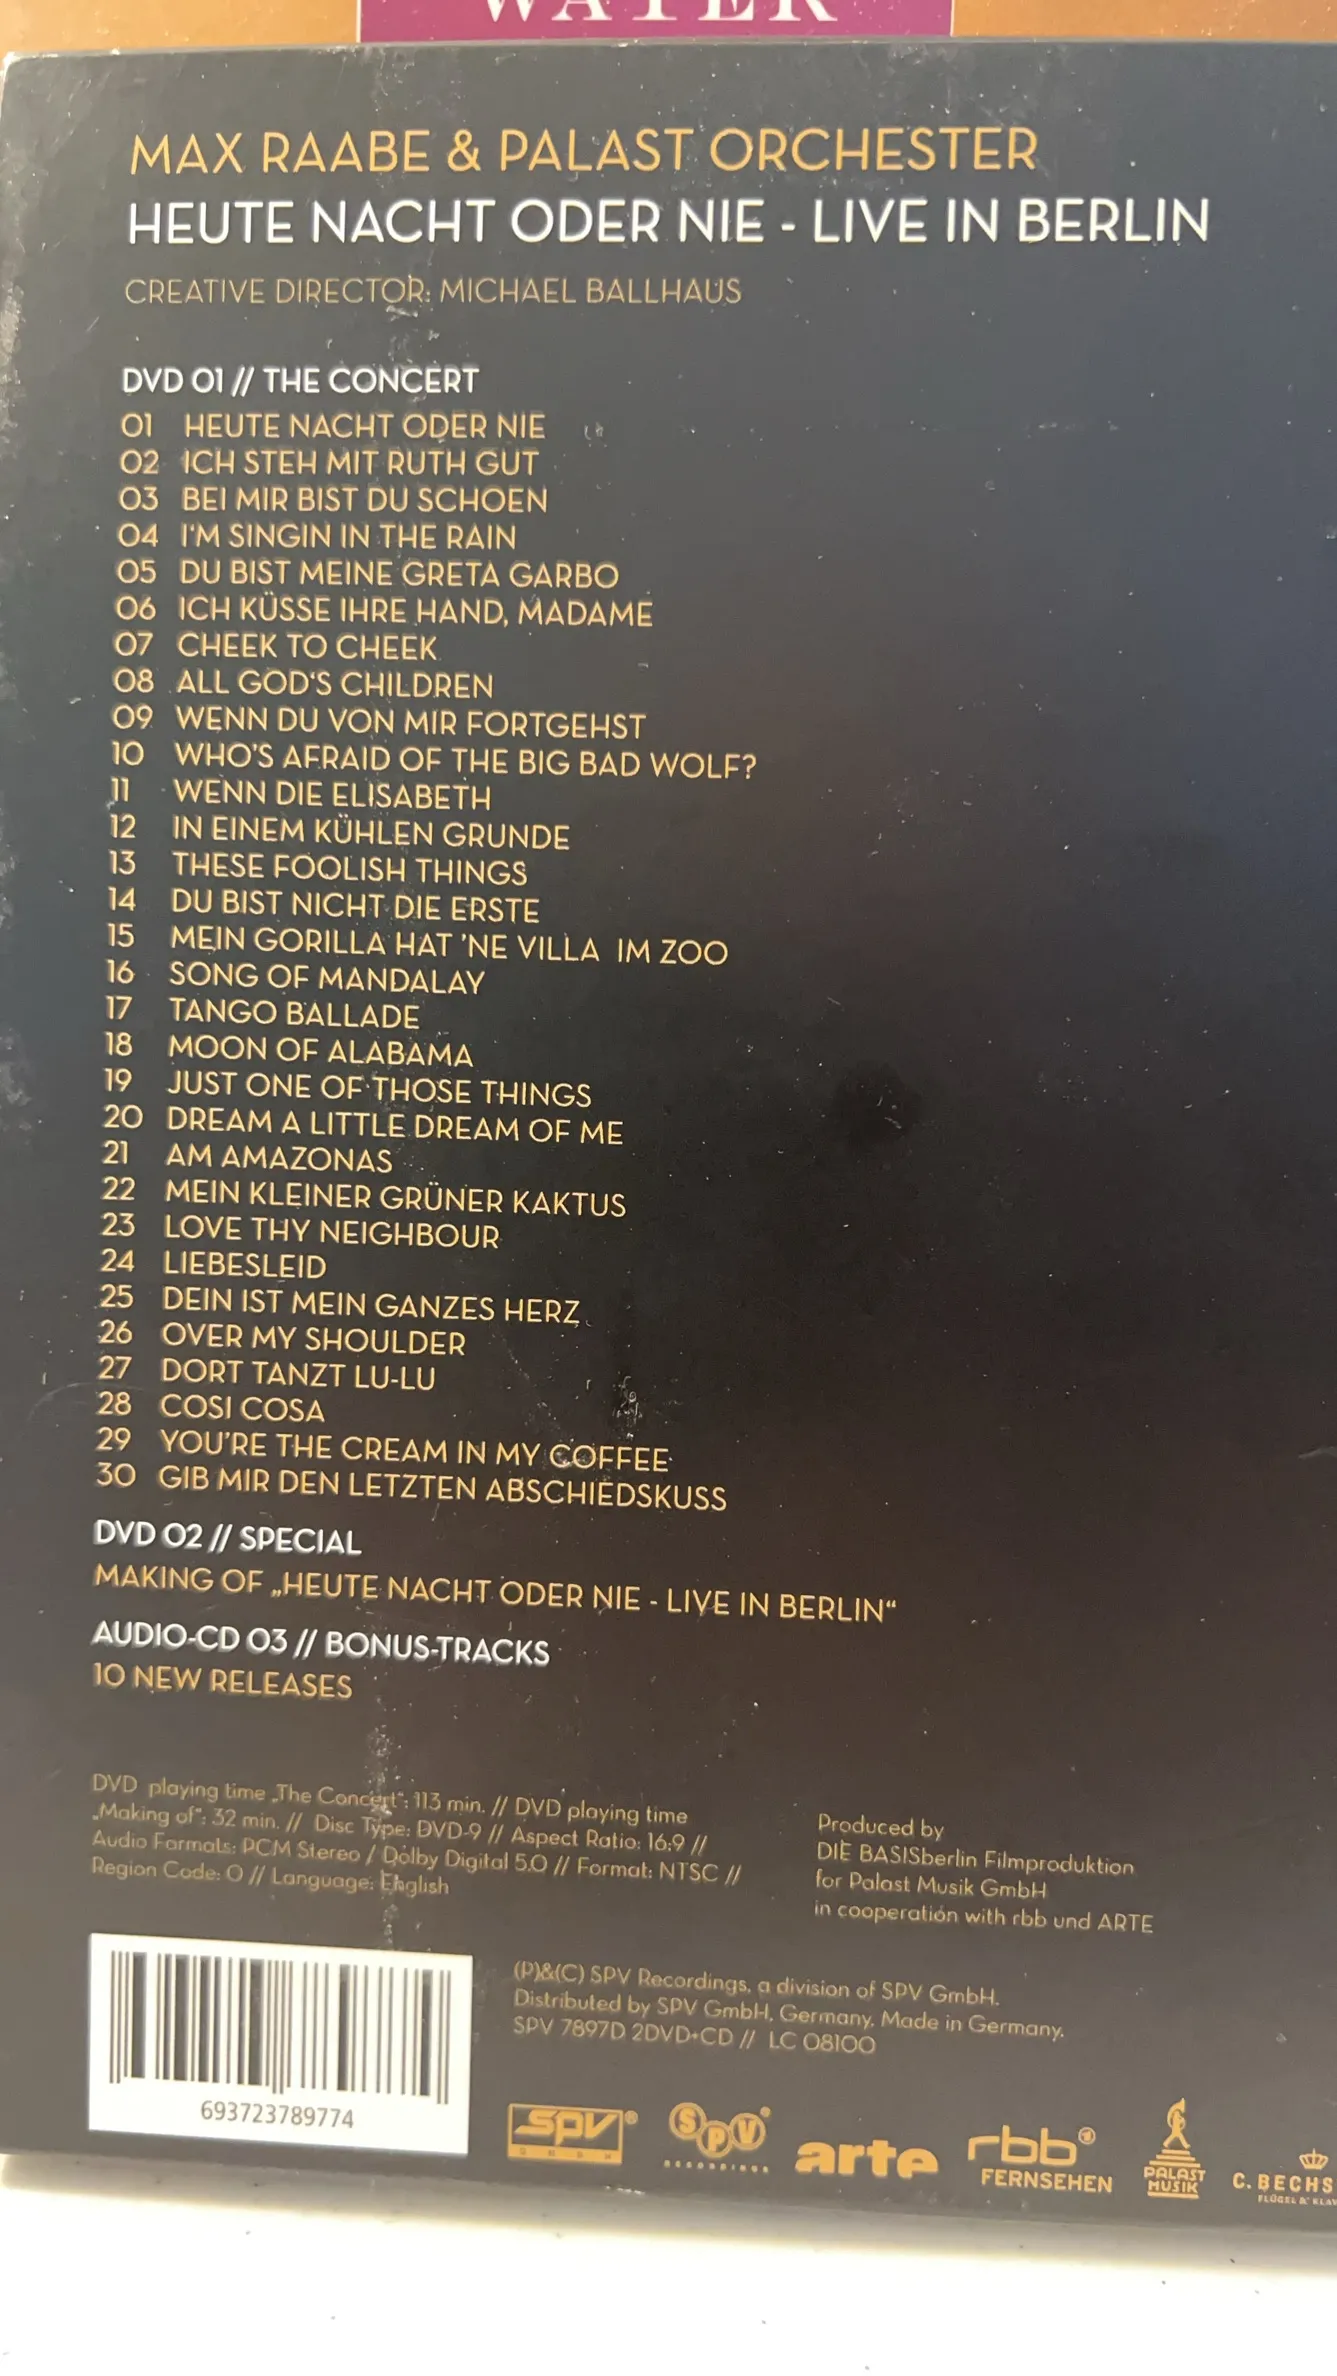 WATER
MAX RAABE & PALAST ORCHESTER
HEUTE NACHT ODER NIE - LIVE IN BERLIN
CREATIVE DIRECTOR: MICHAEL BALLHAUS
DVD 01 // THE CONCERT
01 HEUTE NACHT ODER NIE
02 ICH STEH MIT RUTH GUT
03 BEI MIR BIST DU SCHOEN
04 I'M SINGIN IN THE RAIN
05 DU BIST MEINE GRETA GARBO
06 ICH KÜSSE IHRE HAND, MADAME
07 CHEEK TO CHEEK
08 ALL GOD'S CHILDREN
09 WENN DU VON MIR FORTGEHST
10 WHO'S AFRAID OF THE BIG BAD WOLF?
11 WENN DIE ELISABETH
12 IN EINEM KÜHLEN GRUNDE
13 THESE FOOLISH THINGS
14 DU BIST NICHT DIE ERSTE
15 MEIN GORILLA HAT 'NE VILLA IM ZOO
16 SONG OF MANDALAY
17 TANGO BALLADE
18 MOON OF ALABAMA
19 JUST ONE OF THOSE THINGS
20 DREAM A LITTLE DREAM OF ME
21 AM AMAZONAS
22 MEIN KLEINER GRÜNER KAKTUS
23 LOVE THY NEIGHBOUR
24 LIEBESLEID
25 DEIN IST MEIN GANZES HERZ
26 OVER MY SHOULDER
27 DORT TANZT LU-LU
28 COSI COSA
29 YOU'RE THE CREAM IN MY COFFEE
30 GIB MIR DEN LETZTEN ABSCHIEDSKUSS
DVD 02 // SPECIAL
MAKING OF „HEUTE NACHT ODER NIE - LIVE IN BERLIN“
AUDIO-CD 03 // BONUS-TRACKS
10 NEW RELEASES
DVD playing time „The Concert“: 113 min. // DVD playing time
„Making of“: 32 min. // Disc Type: DVD-9 // Aspect Ratio: 16:9 //
Audio Formats: PCM Stereo / Dolby Digital 5.0 // Format: NTSC //
Region Code: 0 // Language: English
Produced by
DIE BASISberlin Filmproduktion
for Palast Musik GmbH
in cooperation with rbb und ARTE
(P)&(C) SPV Recordings, a division of SPV GmbH.
Distributed by SPV GmbH, Germany. Made in Germany.
SPV 7897D 2DVD+CD // LC 08100
693723789774
SPV®
GMBH
SPV®
RECORDINGS
arte
rbb
FERNSEHEN
PALAST
MUSIK
C. BECHS
FLÜGEL &